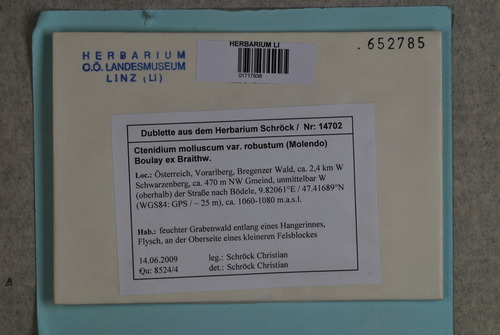 HERBARIUM
O.Ö. LANDESMUSEUM
LINZ (LI)
HERBARIUM LI
01717938
.652785
Dublette aus dem Herbarium Schröck / Nr: 14702
Ctenidium molluscum var. robustum (Molendo)
Boulay ex Braithw.
Loc.: Österreich, Vorarlberg, Bregenzer Wald, ca. 2,4 km W
Schwarzenberg, ca. 470 m NW Gmeind, unmittelbar W
(oberhalb) der Straße nach Bödele, 9.82061°E / 47.41689°N
(WGS84: GPS / ~ 25 m), ca. 1060-1080 m.a.s.l.
Hab.: feuchter Grabenwald entlang eines Hangerinnes,
Flysch, an der Oberseite eines kleineren Felsblockes
14.06.2009 leg.: Schröck Christian
Qu: 8524/4 det.: Schröck Christian